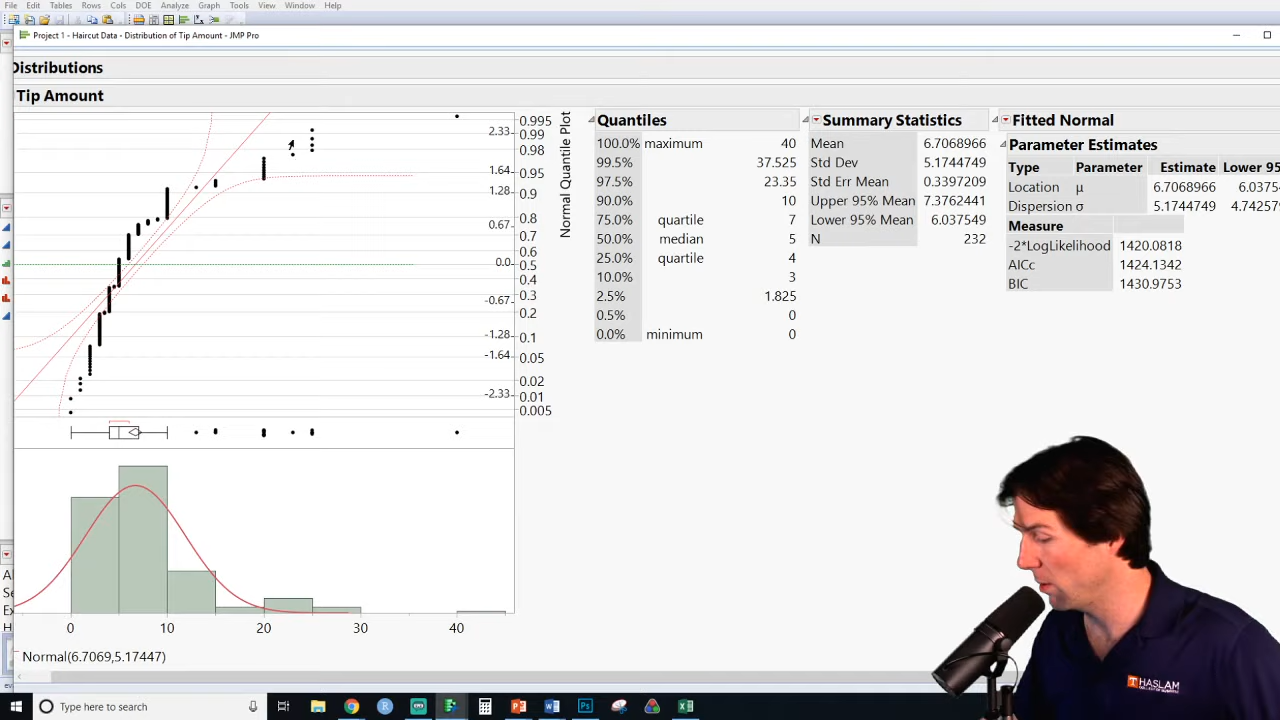 File Edit Tables Rows Cols DOE Analyze Graph Tools View Window Help
Project 1 - Haircut Data - Distribution of Tip Amount - JMP Pro
Distributions
Tip Amount
2.33
1.64
1.28
0.67
0.0
-0.67
-1.28
-1.64
-2.33
0.995
0.99
0.98
0.95
0.9
0.8
0.7
0.6
0.5
0.4
0.3
0.2
0.1
0.05
0.02
0.01
0.005
Normal Quantile Plot
0 10 20 30 40
Normal(6.7069,5.17447)
Quantiles
100.0% maximum 40
99.5% 37.525
97.5% 23.35
90.0% 10
75.0% quartile 7
50.0% median 5
25.0% quartile 4
10.0% 3
2.5% 1.825
0.5% 0
0.0% minimum 0
Summary Statistics
Mean 6.7068966
Std Dev 5.1744749
Std Err Mean 0.3397209
Upper 95% Mean 7.3762441
Lower 95% Mean 6.037549
N 232
Fitted Normal
Parameter Estimates
Type Parameter Estimate Lower 95%
Location μ 6.7068966 6.0375
Dispersion σ 5.1744749 4.74257
Measure
-2*LogLikelihood 1420.0818
AICc 1424.1342
BIC 1430.9753
HASLAM
Type here to search